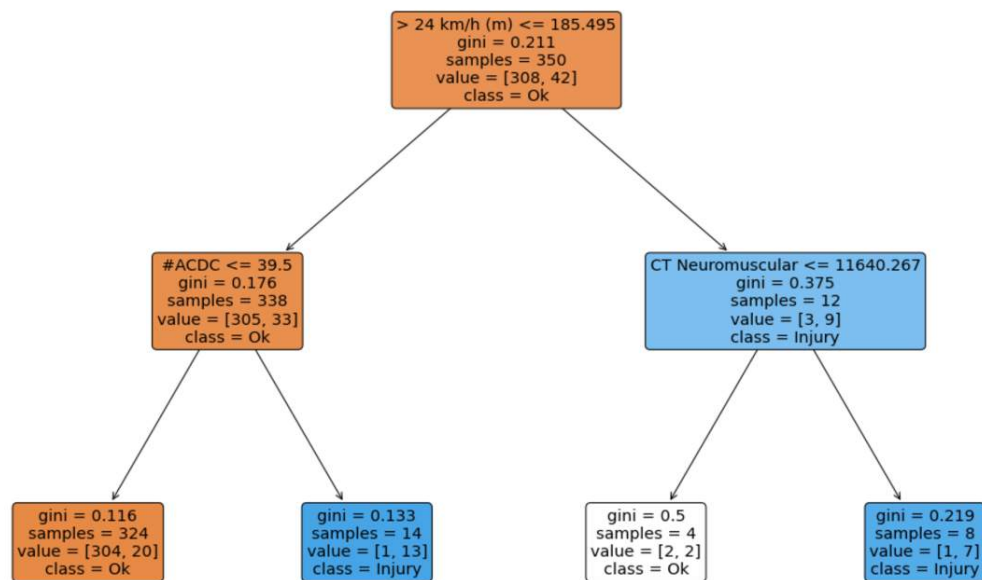 > 24 km/h (m) <= 185.495
gini = 0.211
samples = 350
value = [308, 42]
class = Ok
#ACDC <= 39.5
gini = 0.176
samples = 338
value = [305, 33]
class = Ok
CT Neuromuscular <= 11640.267
gini = 0.375
samples = 12
value = [3, 9]
class = Injury
gini = 0.116
samples = 324
value = [304, 20]
class = Ok
gini = 0.133
samples = 14
value = [1, 13]
class = Injury
gini = 0.5
samples = 4
value = [2, 2]
class = Ok
gini = 0.219
samples = 8
value = [1, 7]
class = Injury